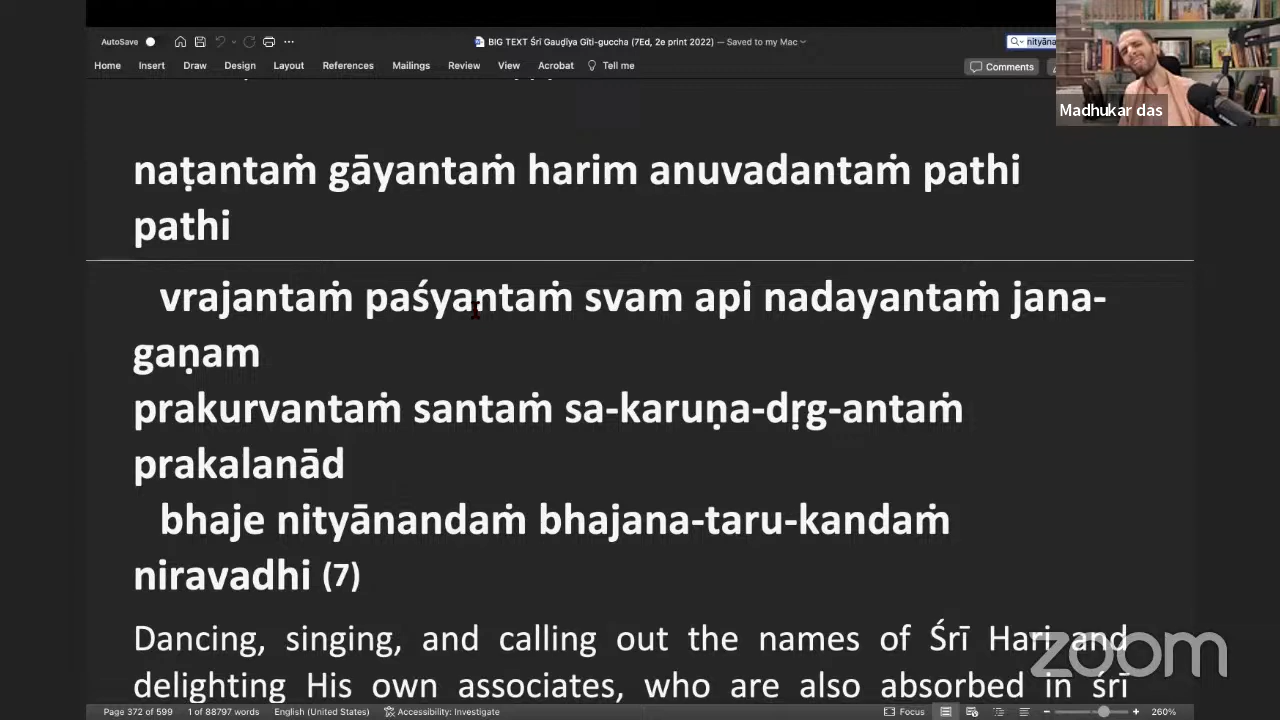 AutoSave
BIG TEXT Śrī Gauḍīya Gīti-guccha (7Ed, 2e print 2022) — Saved to my Mac
nityāna
Home Insert Draw Design Layout References Mailings Review View Acrobat Tell me
Comments
Madhukar das
naṭantaṁ gāyantaṁ harim anuvadantaṁ pathi
pathi
vrajantaṁ paśyantaṁ svam api nadayantaṁ jana-
gaṇam
prakurvantaṁ santaṁ sa-karuṇa-dṛg-antaṁ
prakalanād
bhaje nityānandaṁ bhajana-taru-kandaṁ
niravadhi (7)
Dancing, singing, and calling out the names of Śrī Hari and
delighting His own associates, who are also absorbed in śrī
zoom
Page 372 of 599 1 of 88797 words English (United States) Accessibility: Investigate Focus 260%